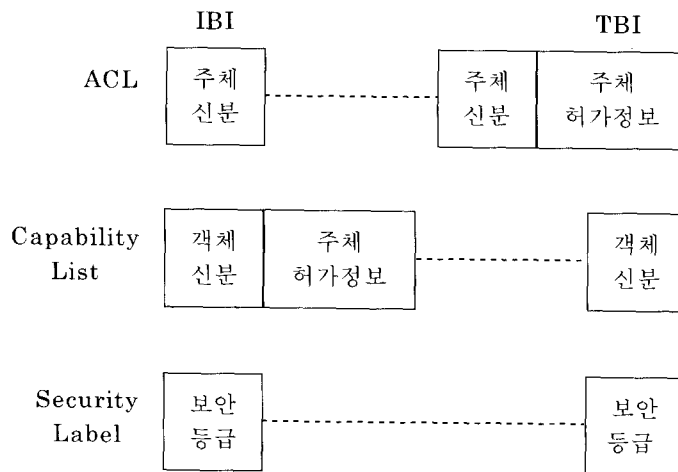 IBI
TBI
ACL
주체
신분
주체
신분
주체
허가정보
Capability
List
객체
신분
주체
허가정보
객체
신분
Security
Label
보안
등급
보안
등급